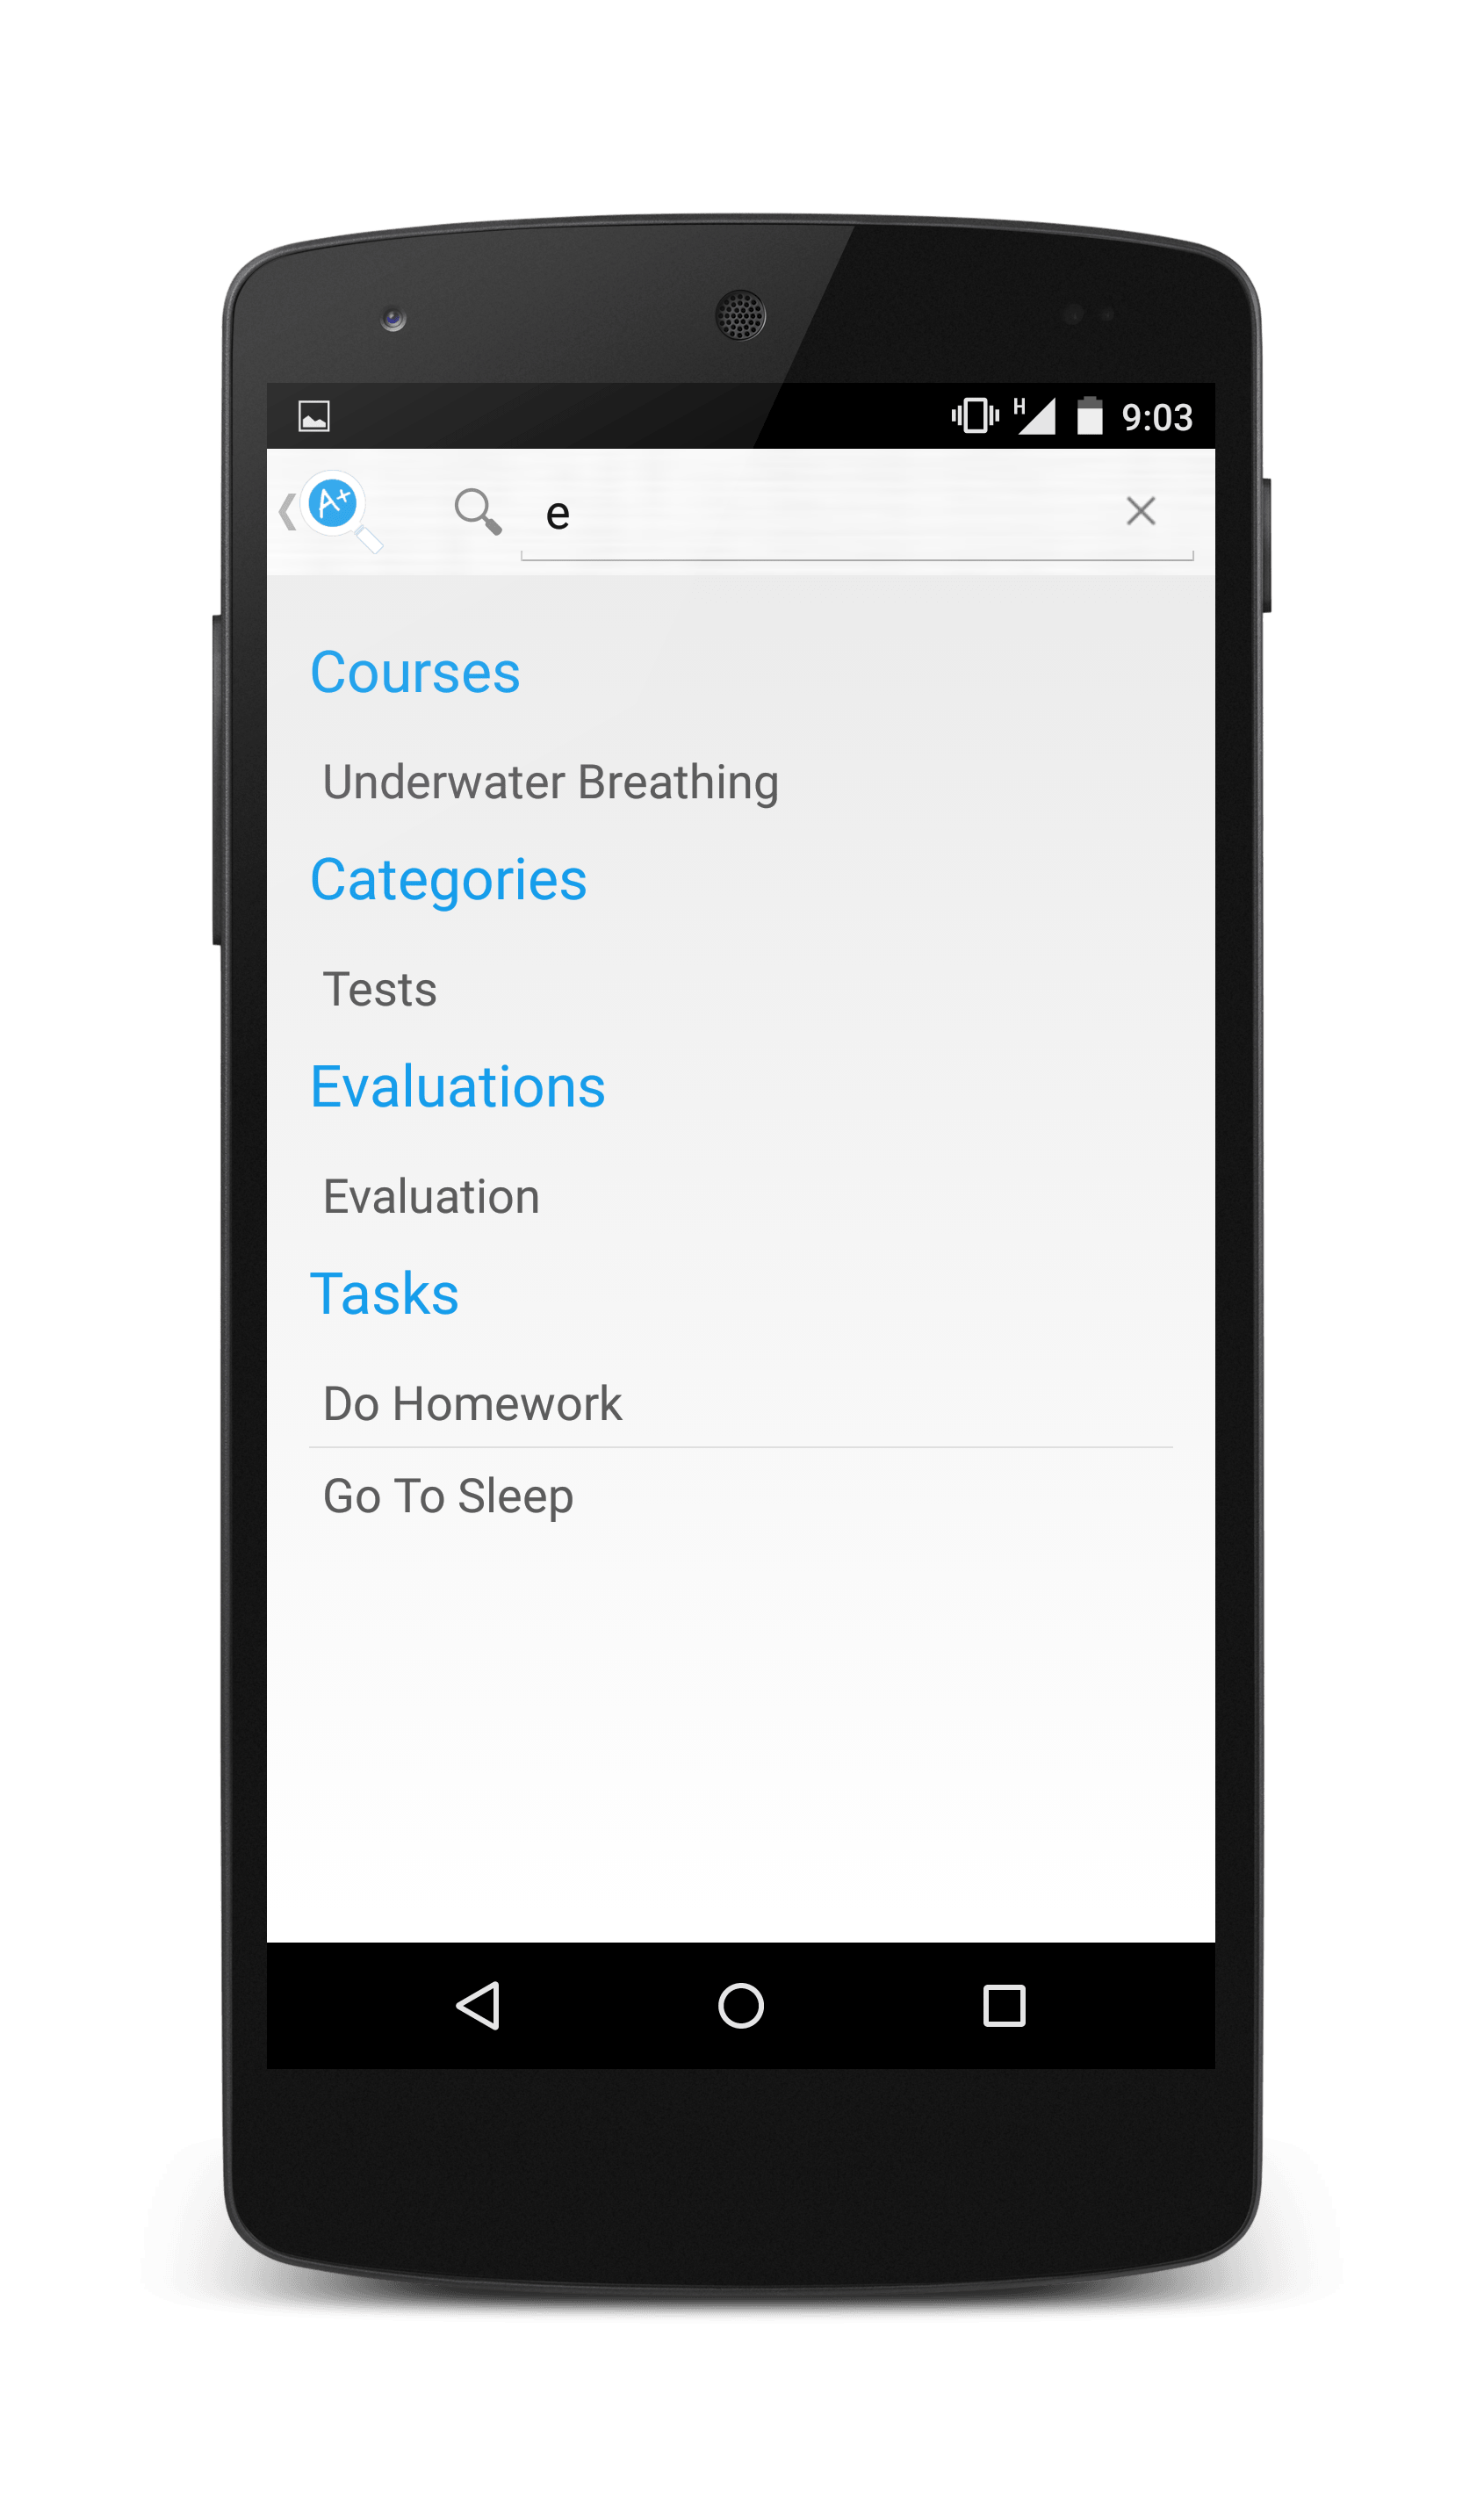 H 9:03
A+
e
Courses
Underwater Breathing
Categories
Tests
Evaluations
Evaluation
Tasks
Do Homework
Go To Sleep